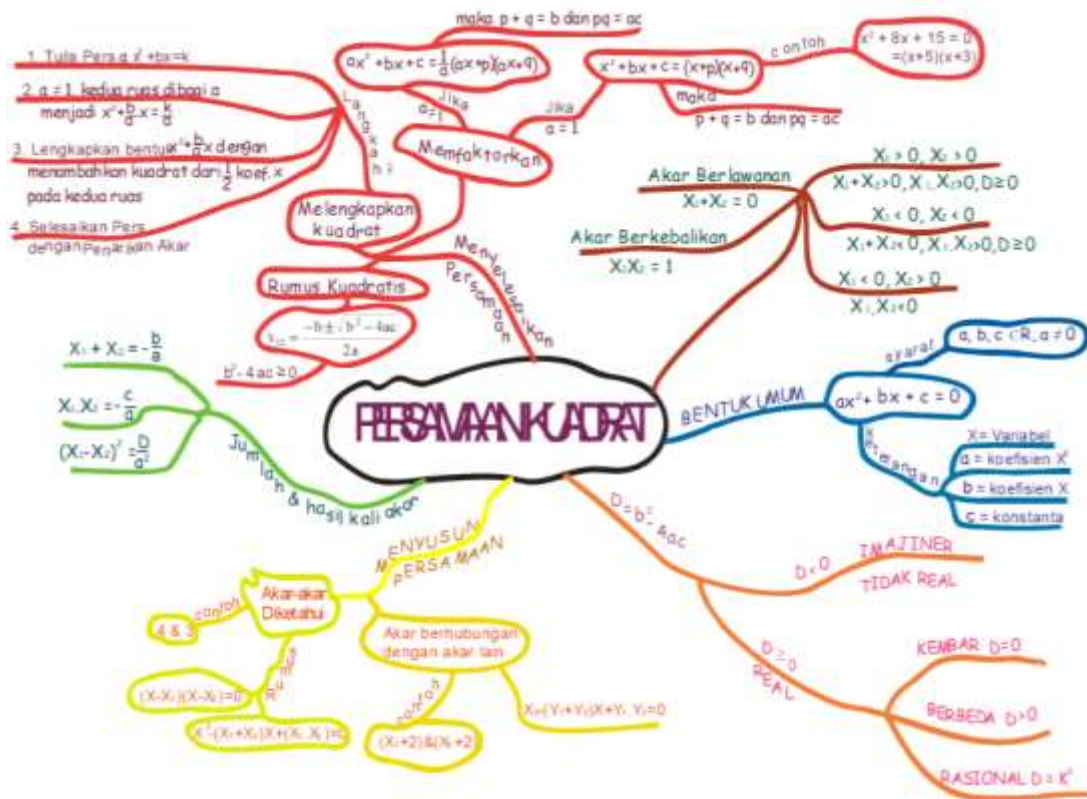 PERSAMAAN KUADRAT
Menyelesaikan
Persamaan
Memfaktorkan
Jika
a=1
ax² + bx + c = 1/a (ax+p)(ax+q)
maka p + q = b dan pq = ac
Jika
a = 1
x² + bx + c = (x+p)(x+q)
contoh
x² + 8x + 15 = 0
=(x+5)(x+3)
maka
p + q = b dan pq = ac
Melengkapkan
kuadrat
Langkah :
1. Tulis Pers a x² +bx=k
2. a = 1, kedua ruas dibagi a
menjadi x²+b/a x = k/a
3. Lengkapkan bentuk x²+b/a x dengan
menambahkan kuadrat dari 1/2 koef. x
pada kedua ruas
4. Selesaikan Pers
dengan Penarikan Akar
Rumus Kuadratis
x₁₂ = (-b ± √b² - 4ac) / 2a
b²- 4 ac ≥ 0
Akar Berlawanan
X₁+X₂ = 0
Akar Berkebalikan
X₁X₂ = 1
X₁ > 0, X₂ > 0
X₁+X₂>0, X₁.X₂>0, D≥0
X₁ < 0, X₂ < 0
X₁+X₂<0, X₁.X₂>0, D≥0
X₁ < 0, X₂ > 0
X₁.X₂<0
BENTUK UMUM
ax²+ bx + c = 0
syarat
a, b, c ∈R, a ≠ 0
Keterangan
X= Variabel
a = koefisien X²
b = koefisien X
c = konstanta
Jumlah & hasil kali akar
X₁ + X₂ = -b/a
X₁.X₂ = -c/a
(X₁-X₂)² = D/a²
MENYUSUN
PERSAMAAN
Akar-akar
Diketahui
contoh
4 & 3
Rumus
(X-X₁)(X-X₂)=0
X²-(X₁+X₂)X+(X₁.X₂)=0
Akar berhubungan
dengan akar lain
contoh
(X₁+2)&(X₂+2)
X₂-(Y₁+Y₂)X+Y₁.Y₂=0
D=b²- &ac
D<0
IMAJINER
TIDAK REAL
D≥0
REAL
KEMBAR D=0
BERBEDA D>0
RASIONAL D= K²